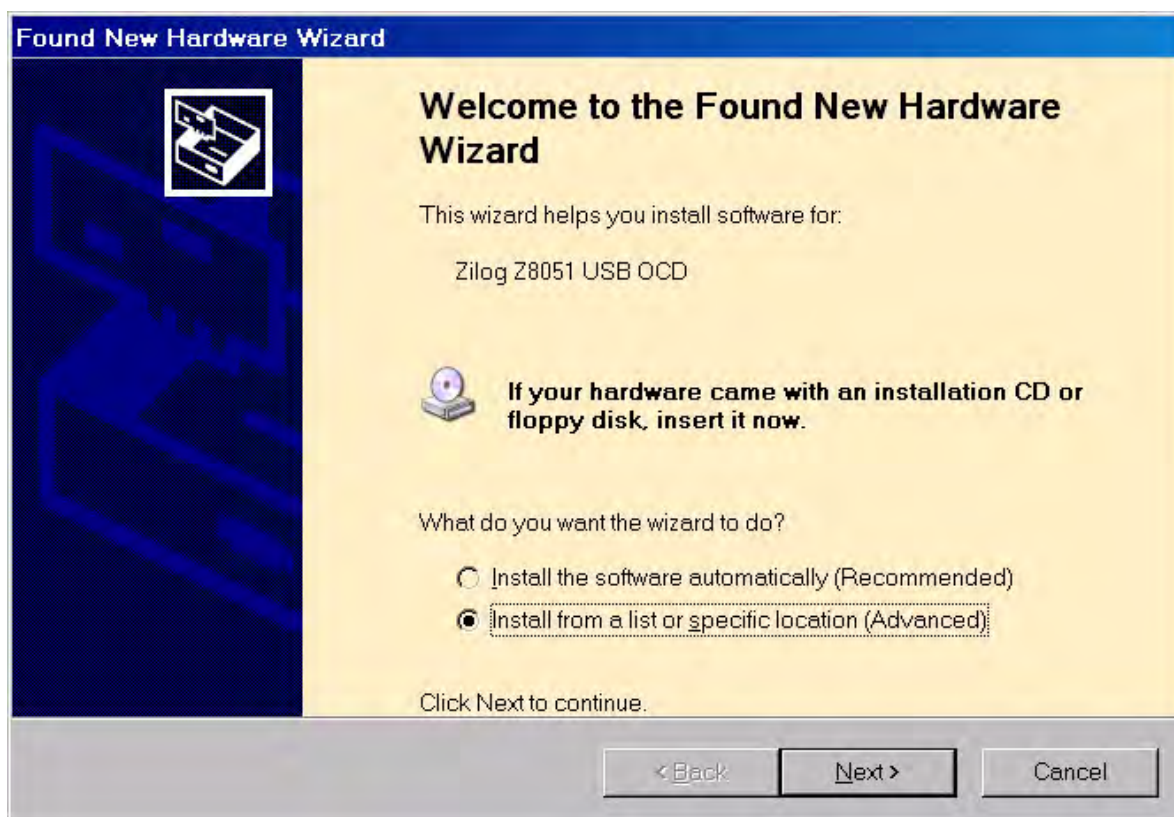 Found New Hardware Wizard
Welcome to the Found New Hardware
Wizard
This wizard helps you install software for:
Zilog Z8051 USB OCD
If your hardware came with an installation CD or
floppy disk, insert it now.
What do you want the wizard to do?
Install the software automatically (Recommended)
Install from a list or specific location (Advanced)
Click Next to continue.
< Back Next > Cancel